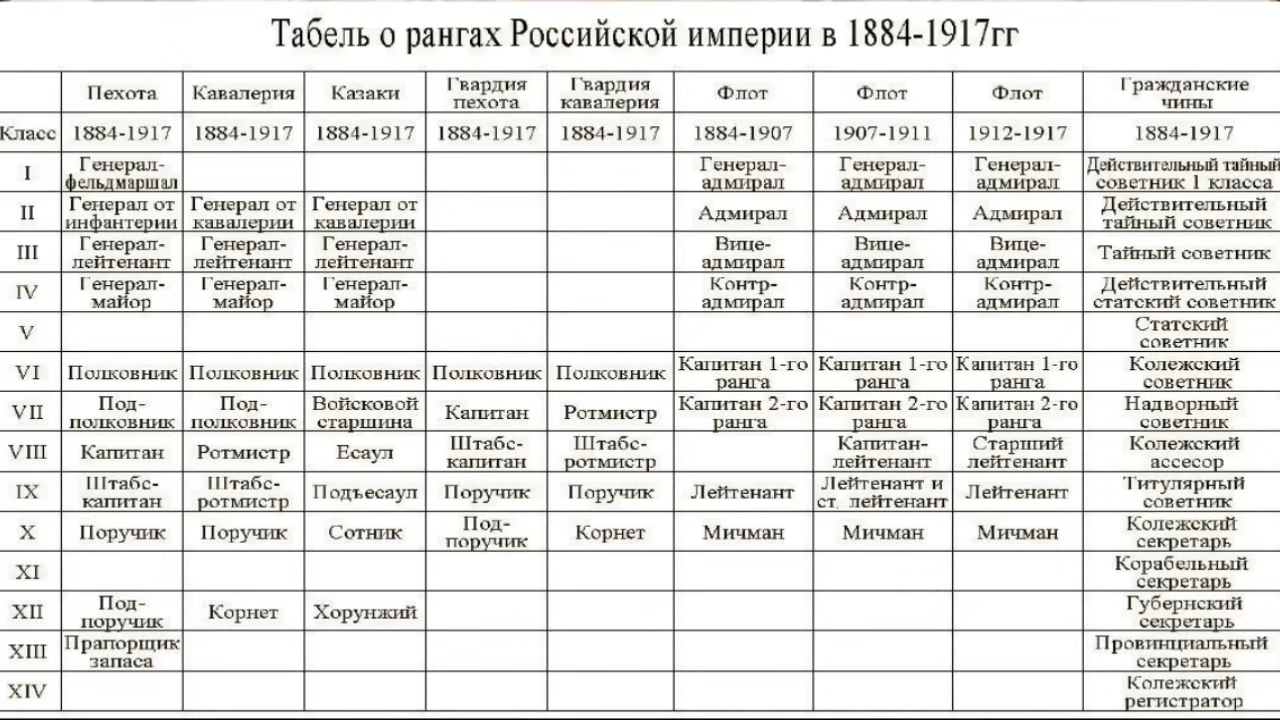 Табель о рангах Российской империи в 1884-1917гг
Пехота Кавалерия Казаки Гвардия пехота Гвардия кавалерия Флот Флот Флот Гражданские чины
Класс 1884-1917 1884-1917 1884-1917 1884-1917 1884-1917 1884-1907 1907-1911 1912-1917 1884-1917
I Генерал-фельдмаршал Генерал-адмирал Генерал-адмирал Генерал-адмирал Действительный тайный советник 1 класса
II Генерал от инфантерии Генерал от кавалерии Генерал от кавалерии Адмирал Адмирал Адмирал Действительный тайный советник
III Генерал-лейтенант Генерал-лейтенант Генерал-лейтенант Вице-адмирал Вице-адмирал Вице-адмирал Тайный советник
IV Генерал-майор Генерал-майор Генерал-майор Контр-адмирал Контр-адмирал Контр-адмирал Действительный статский советник
V Статский советник
VI Полковник Полковник Полковник Полковник Полковник Капитан 1-го ранга Капитан 1-го ранга Капитан 1-го ранга Колежский советник
VII Под-полковник Под-полковник Войсковой старшина Капитан Ротмистр Капитан 2-го ранга Капитан 2-го ранга Капитан 2-го ранга Надворный советник
VIII Капитан Ротмистр Есаул Штабс-капитан Штабс-ротмистр Капитан-лейтенант Старший лейтенант Колежский ассесор
IX Штабс-капитан Штабс-ротмистр Подъесаул Поручик Поручик Лейтенант Лейтенант и ст. лейтенант Лейтенант Титулярный советник
X Поручик Поручик Сотник Под-поручик Корнет Мичман Мичман Мичман Колежский секретарь
XI Корабельный секретарь
XII Под-поручик Корнет Хорунжий Губернский секретарь
XIII Прапорщик запаса Провинциальный секретарь
XIV Колежский регистратор